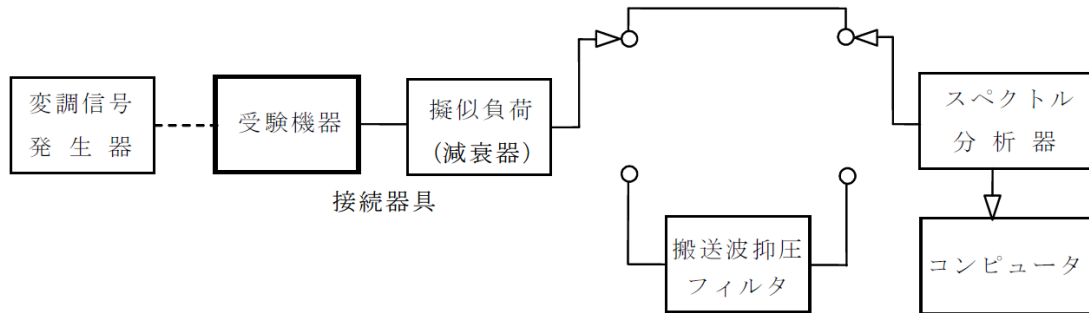 変調信号
発生器
受験機器
接続器具
擬似負荷
(減衰器)
搬送波抑圧
フィルタ
スペクトル
分析器
コンピュータ